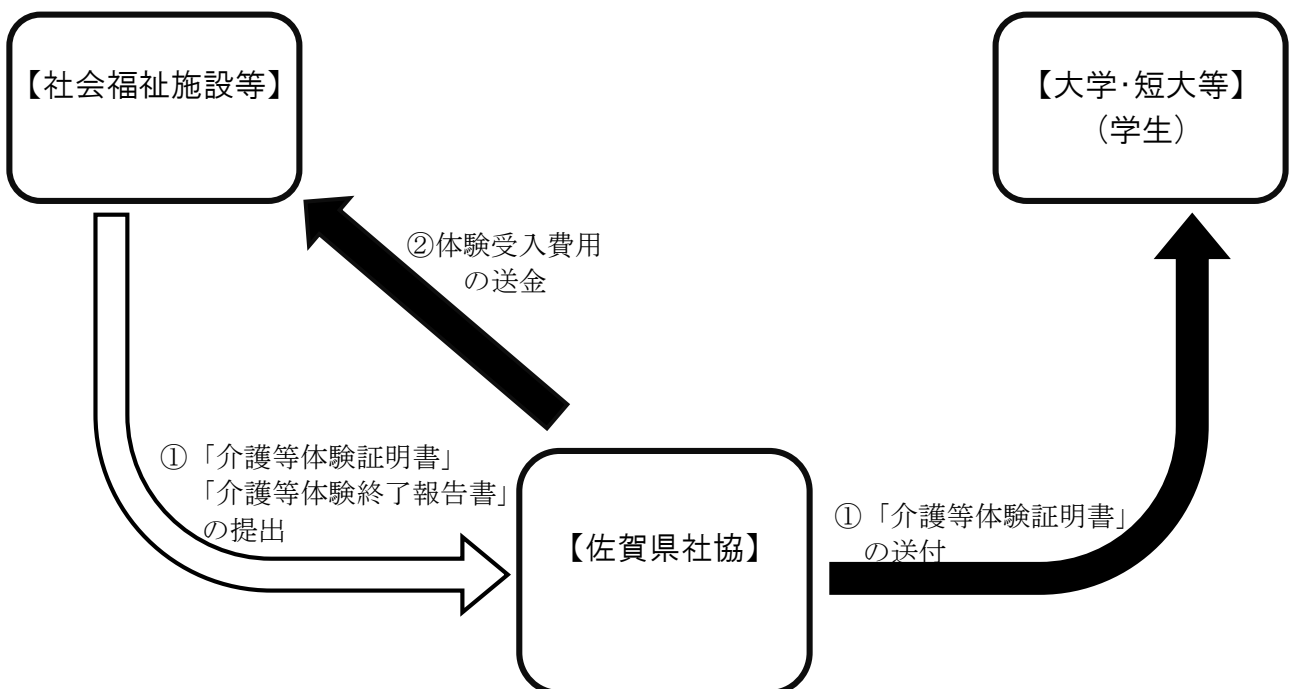 【社会福祉施設等】
【大学・短大等】
（学生）
②体験受入費用
の送金
①「介護等体験証明書」
「介護等体験終了報告書」
の提出
【佐賀県社協】
①「介護等体験証明書」
の送付